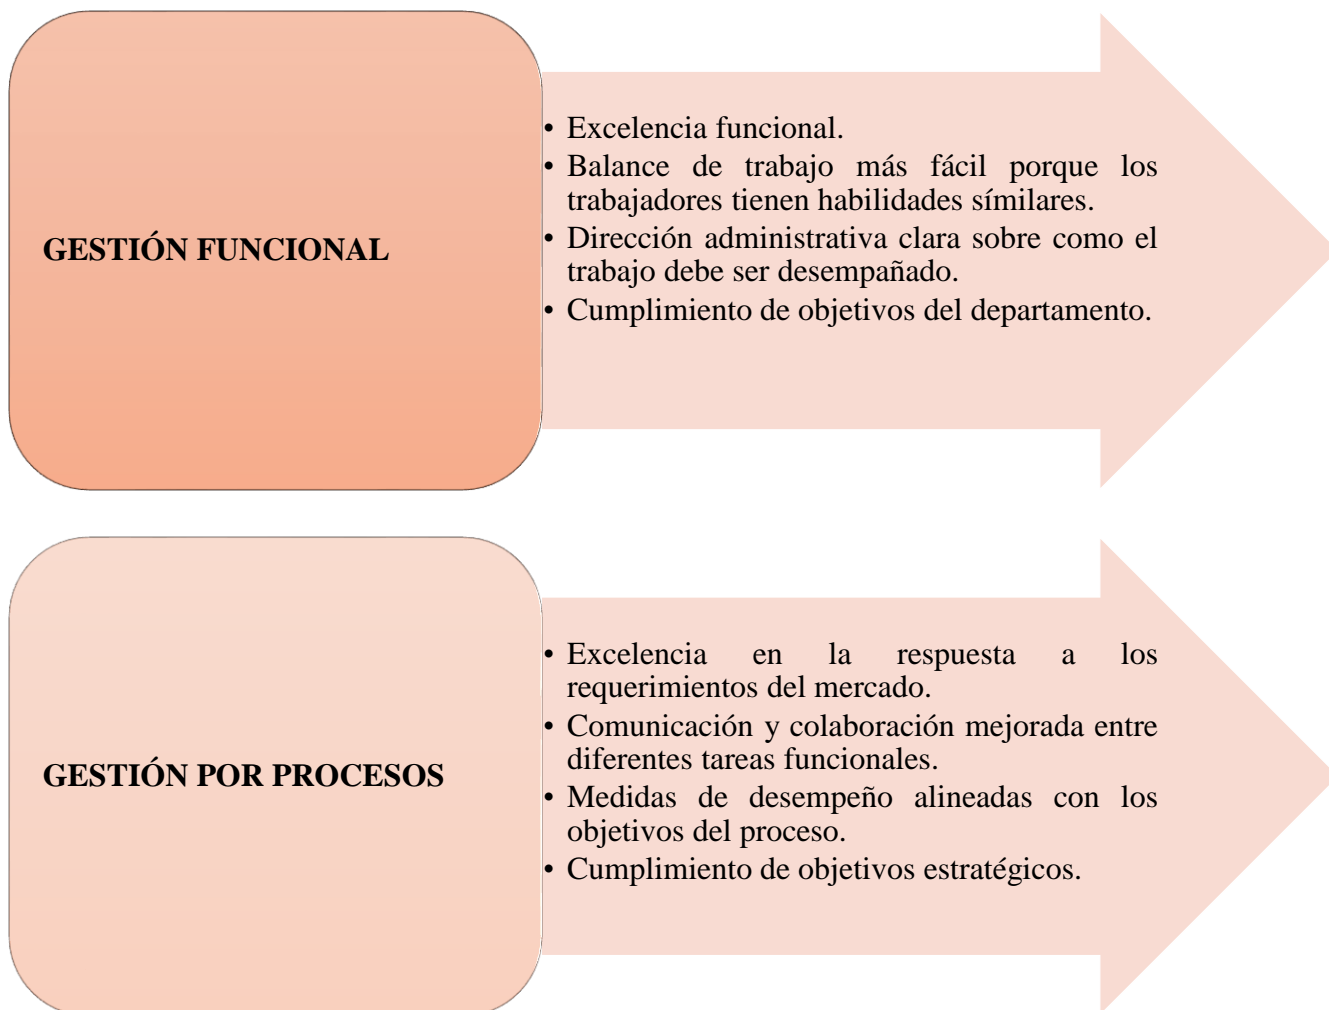 GESTIÓN FUNCIONAL
• Excelencia funcional.
• Balance de trabajo más fácil porque los
trabajadores tienen habilidades símilares.
• Dirección administrativa clara sobre como el
trabajo debe ser desempañado.
• Cumplimiento de objetivos del departamento.
GESTIÓN POR PROCESOS
• Excelencia en la respuesta a los
requerimientos del mercado.
• Comunicación y colaboración mejorada entre
diferentes tareas funcionales.
• Medidas de desempeño alineadas con los
objetivos del proceso.
• Cumplimiento de objetivos estratégicos.